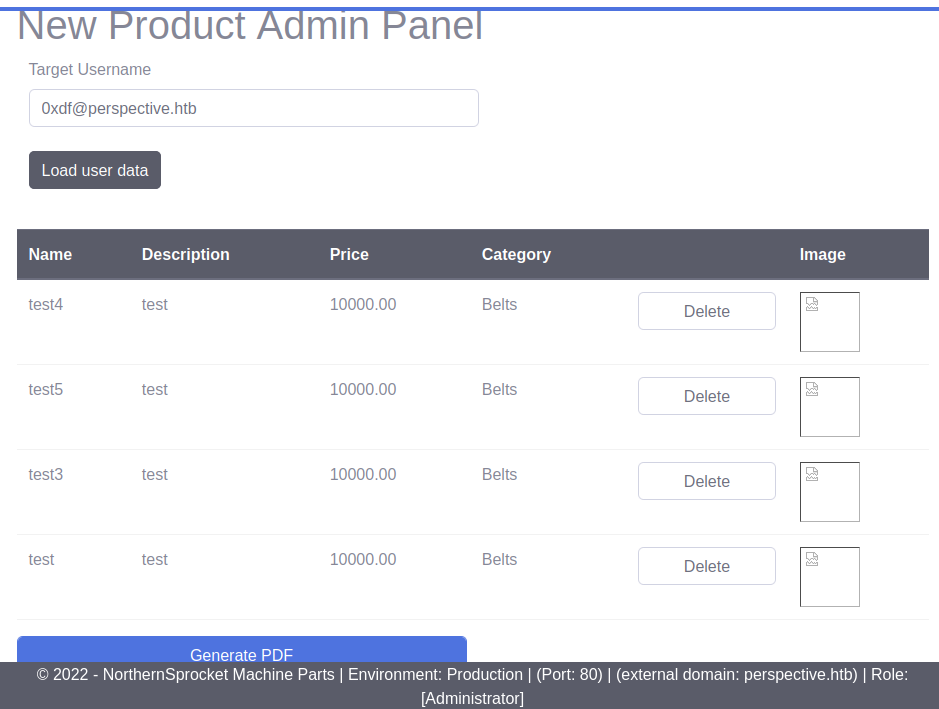 New Product Admin Panel
Target Username
0xdf@perspective.htb
Load user data
Name Description Price Category Image
test4 test 10000.00 Belts Delete
test5 test 10000.00 Belts Delete
test3 test 10000.00 Belts Delete
test test 10000.00 Belts Delete
Generate PDF
© 2022 - NorthernSprocket Machine Parts | Environment: Production | (Port: 80) | (external domain: perspective.htb) | Role:
[Administrator]